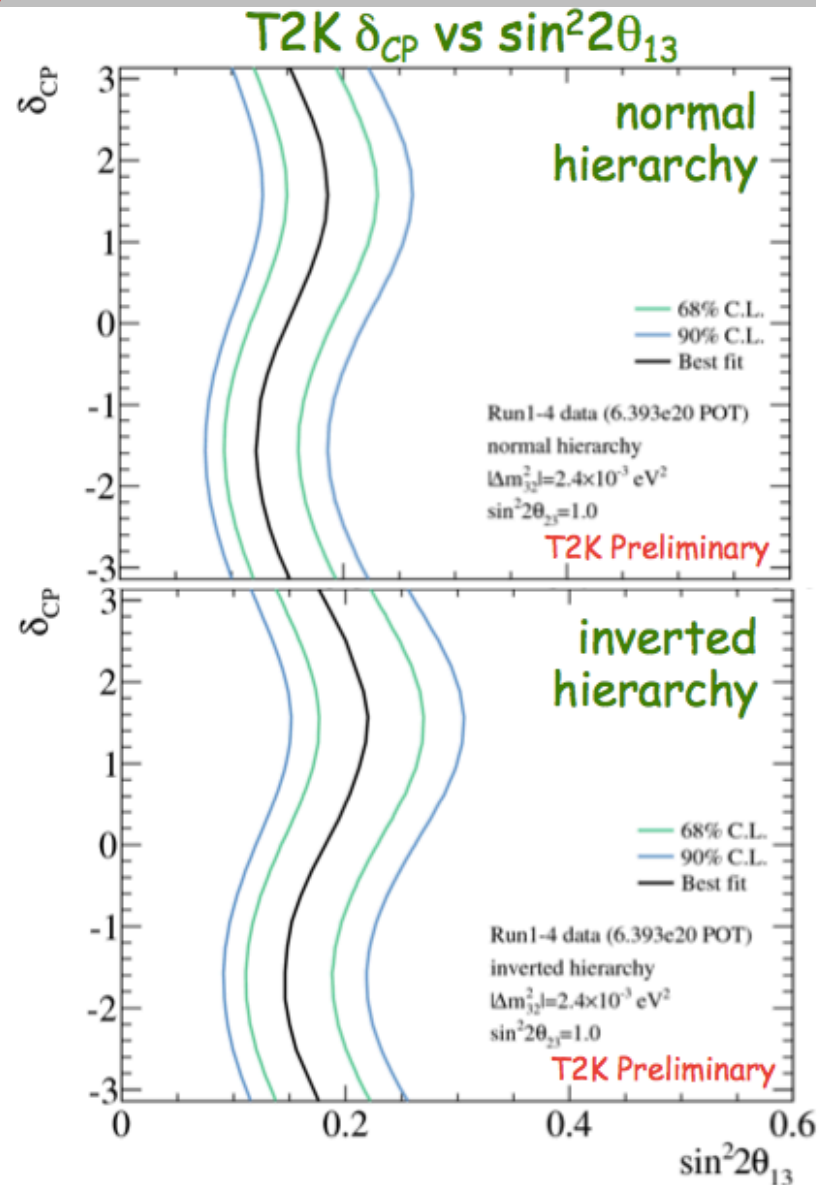 T2K δCP vs sin²2θ13
δCP
3
2
1
0
-1
-2
-3
normal
hierarchy
68% C.L.
90% C.L.
Best fit
Run1-4 data (6.393e20 POT)
normal hierarchy
|Δm²32|=2.4×10⁻³ eV²
sin²2θ23=1.0
T2K Preliminary
δCP
3
2
1
0
-1
-2
-3
inverted
hierarchy
68% C.L.
90% C.L.
Best fit
Run1-4 data (6.393e20 POT)
inverted hierarchy
|Δm²32|=2.4×10⁻³ eV²
sin²2θ23=1.0
T2K Preliminary
0 0.2 0.4 0.6
sin²2θ13